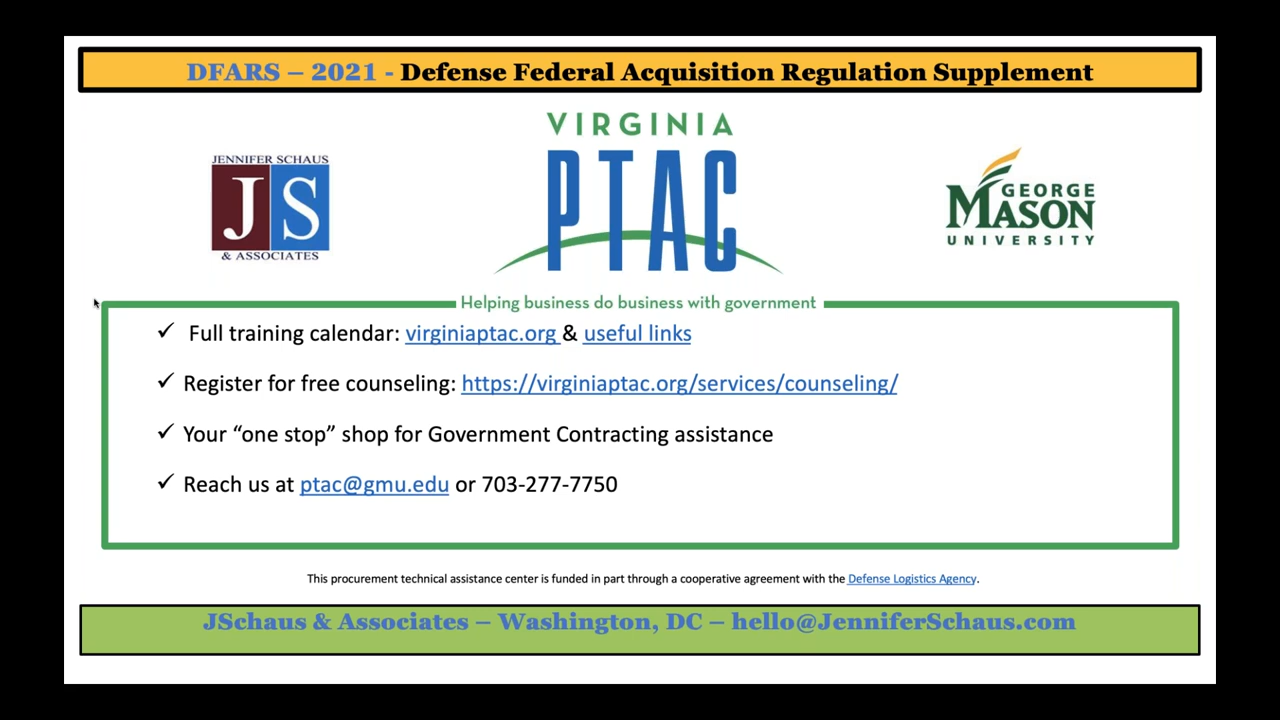 DFARS – 2021 - Defense Federal Acquisition Regulation Supplement
JENNIFER SCHAUS
JS
& ASSOCIATES
VIRGINIA
PTAC
GEORGE
MASON
UNIVERSITY
Helping business do business with government
✓ Full training calendar: virginiaptac.org & useful links
✓ Register for free counseling: https://virginiaptac.org/services/counseling/
✓ Your “one stop” shop for Government Contracting assistance
✓ Reach us at ptac@gmu.edu or 703-277-7750
This procurement technical assistance center is funded in part through a cooperative agreement with the Defense Logistics Agency.
JSchaus & Associates – Washington, DC – hello@JenniferSchaus.com